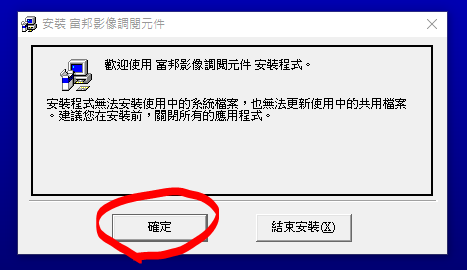 安裝 富邦影像調閱元件
歡迎使用 富邦影像調閱元件 安裝程式。
安裝程式無法安裝使用中的系統檔案，也無法更新使用中的共用檔案
。建議您在安裝前，關閉所有的應用程式。
確定
結束安裝(X)